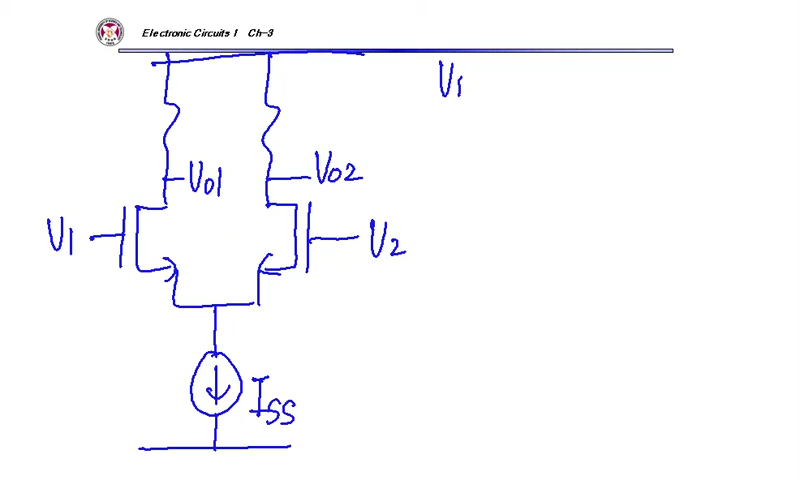 Electronic Circuits 1 Ch-3
V1
Vo1
Vo2
V1
V2
Iss